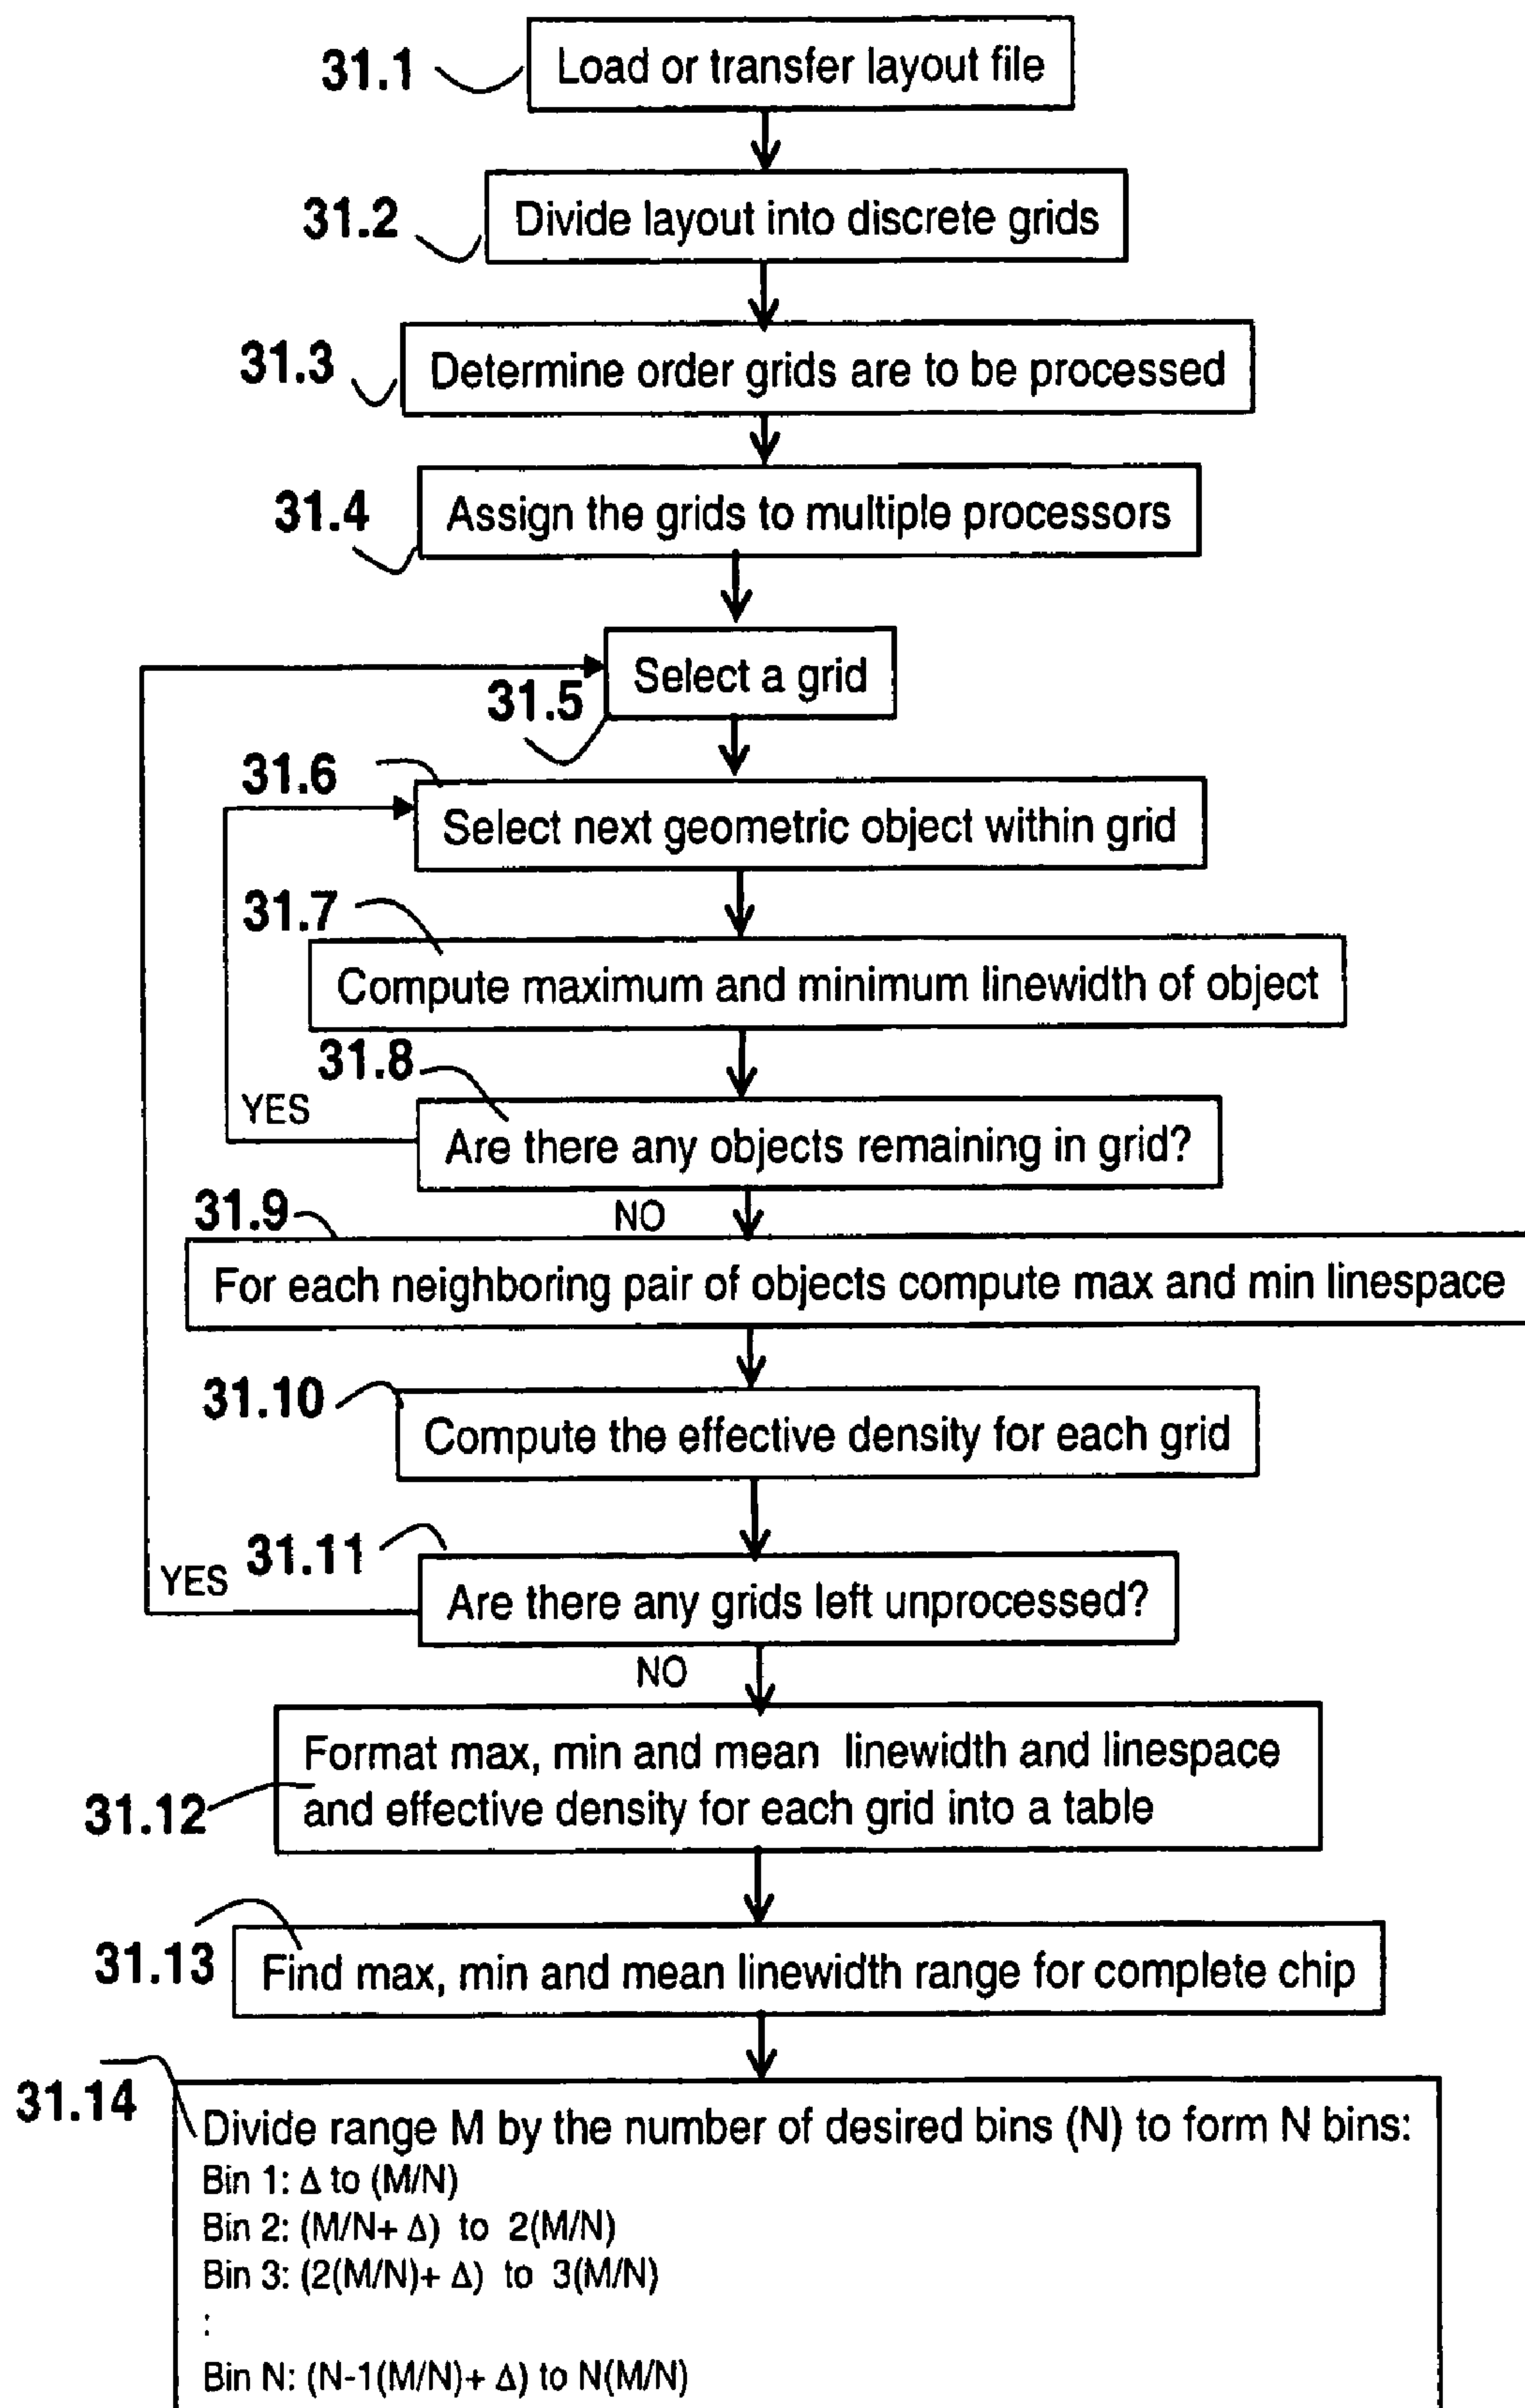 31.1
Load or transfer layout file
31.2
Divide layout into discrete grids
31.3
Determine order grids are to be processed
31.4
Assign the grids to multiple processors
31.5
Select a grid
31.6
Select next geometric object within grid
31.7
Compute maximum and minimum linewidth of object
31.8
YES
Are there any objects remaining in grid?
NO
31.9
For each neighboring pair of objects compute max and min linespace
31.10
Compute the effective density for each grid
31.11
YES
Are there any grids left unprocessed?
NO
31.12
Format max, min and mean linewidth and linespace
and effective density for each grid into a table
31.13
Find max, min and mean linewidth range for complete chip
31.14
Divide range M by the number of desired bins (N) to form N bins:
Bin 1: Δ to (M/N)
Bin 2: (M/N+ Δ) to 2(M/N)
Bin 3: (2(M/N)+ Δ) to 3(M/N)
:
Bin N: (N-1(M/N)+ Δ) to N(M/N)